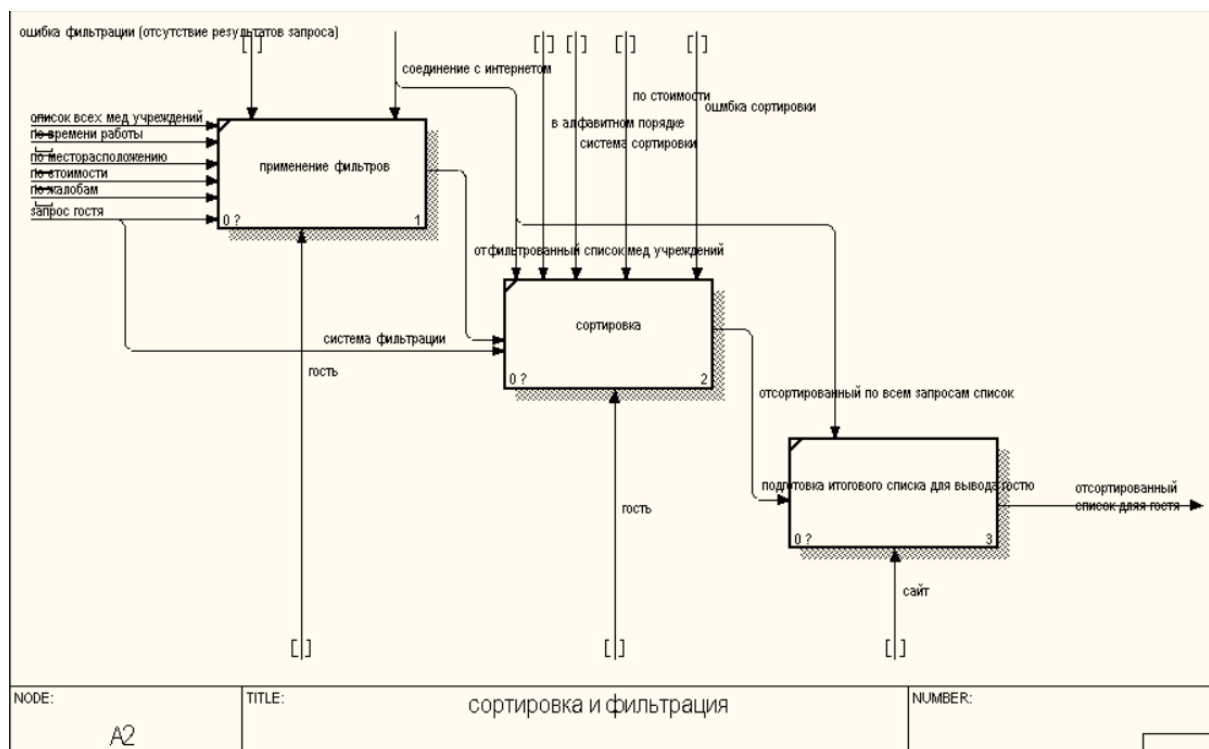 ошибка фильтрации (отсутствие результатов запроса)
соединение с интернетом
по стоимости
ошмбка сортировки
в алфавитном порядке
система сортировки
список всех мед учреждений
по времени работы
по месторасположению
по стоимости
по жалобам
запрос гостя
применение фильтров
0 ?
1
отфильтрованный список мед учреждений
система фильтрации
сортировка
0 ?
2
гость
отсортированный по всем запросам список
подготовка итогового списка для вывода гостю
0 ?
3
отсортированный
список дляя гостя
гость
сайт
NODE:
A2
TITLE:
сортировка и фильтрация
NUMBER: